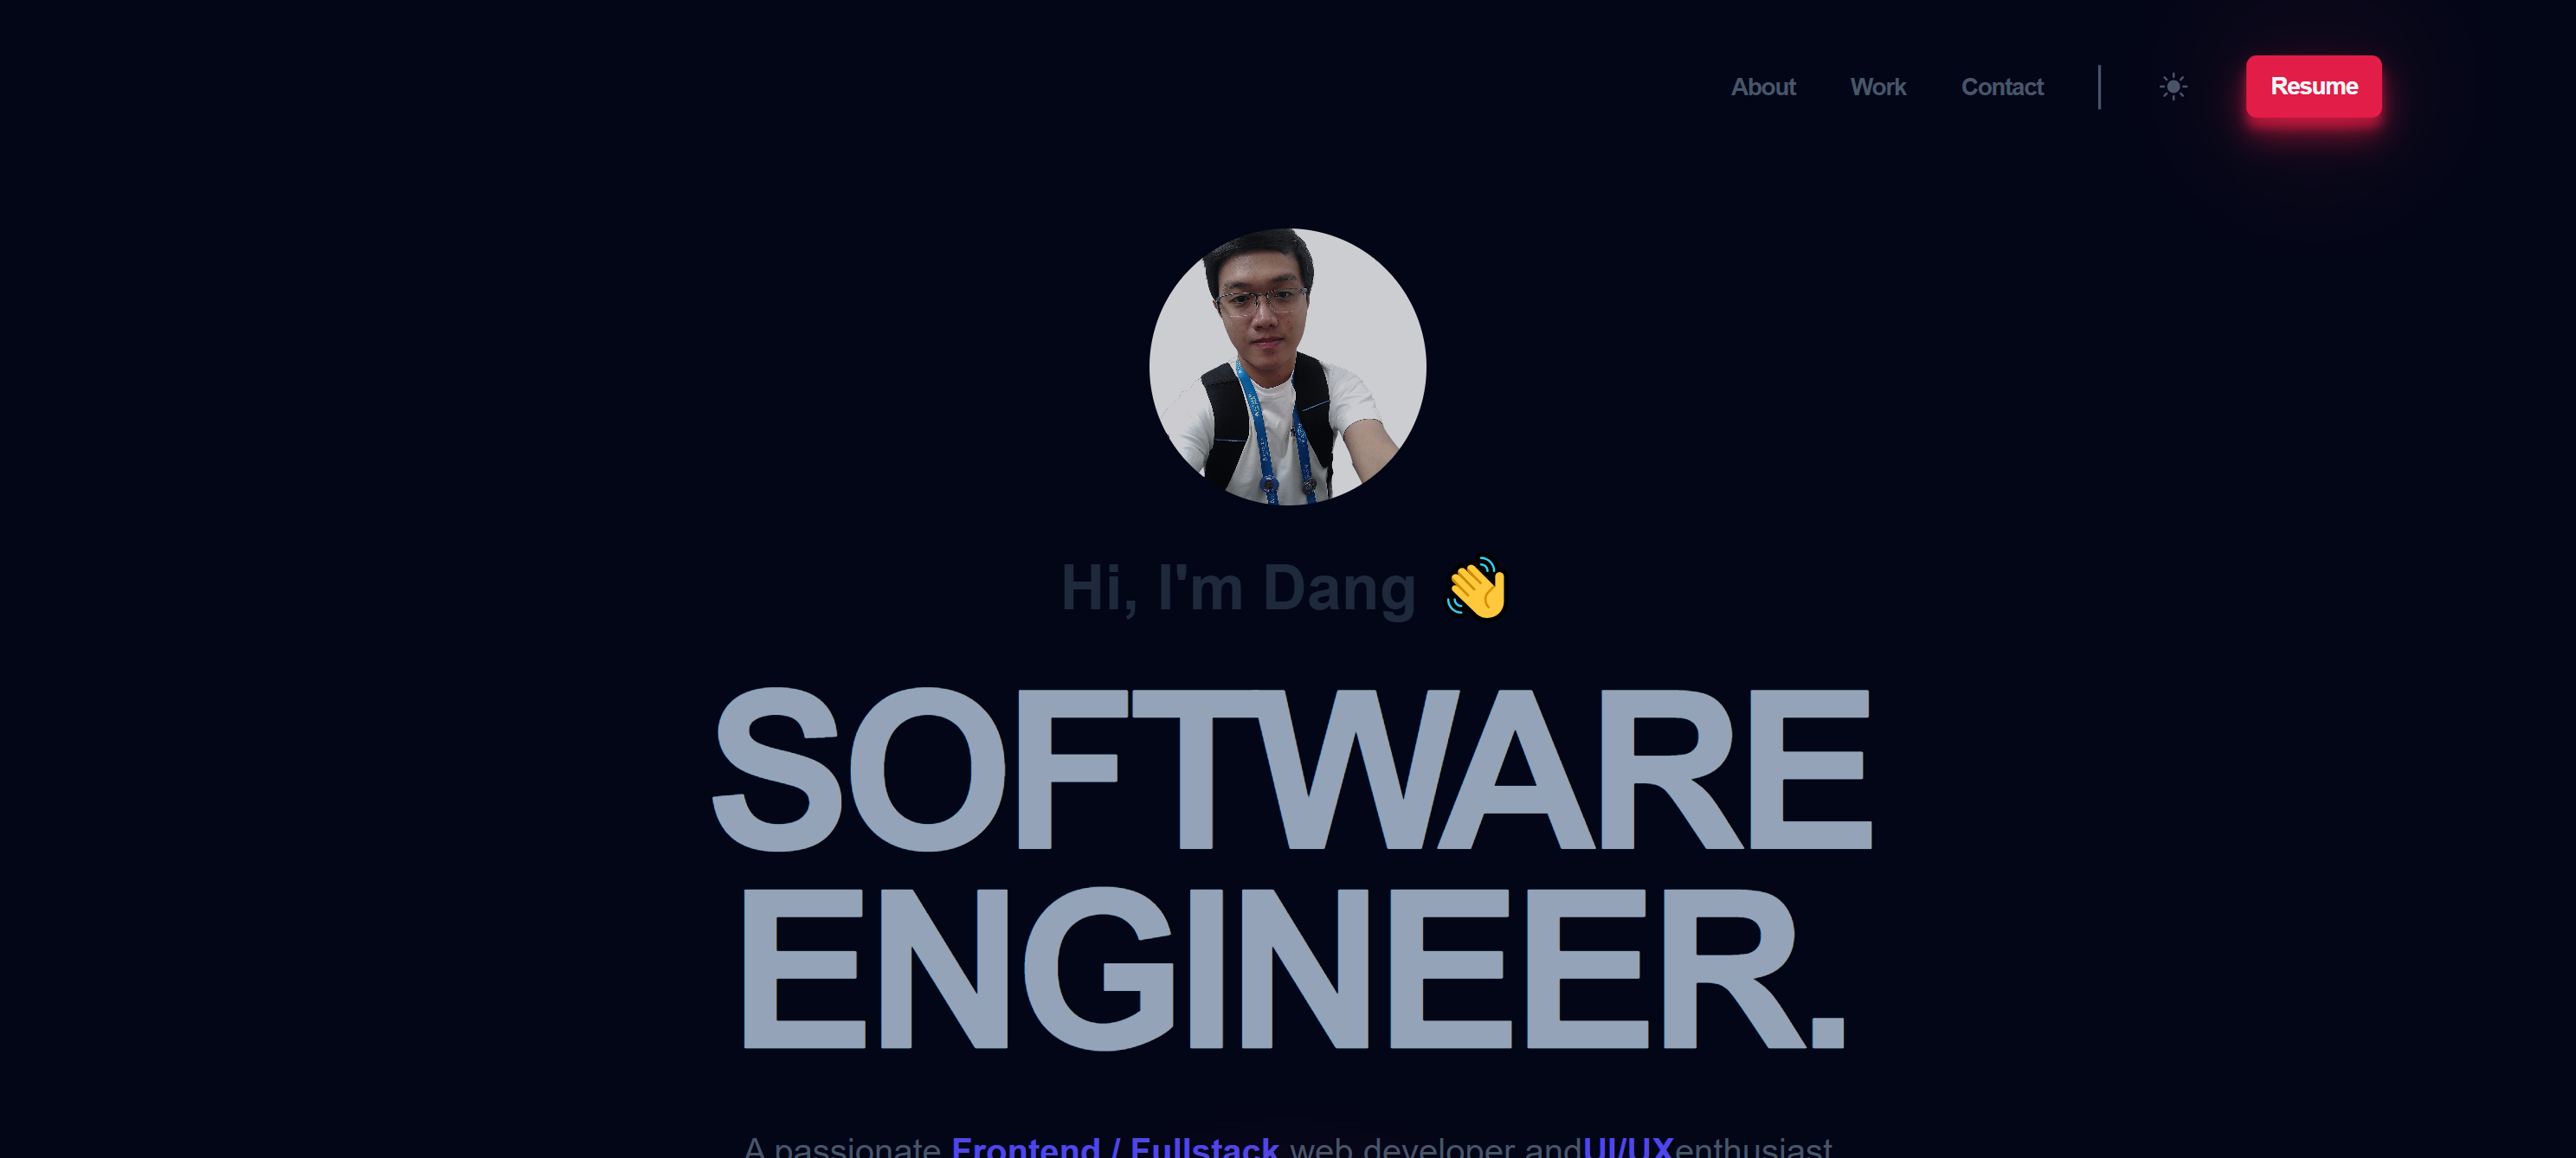 About Work Contact Resume
Hi, I'm Dang 👋
SOFTWARE
ENGINEER.
A passionate Frontend / Fullstack web developer andUI/UXenthusiast